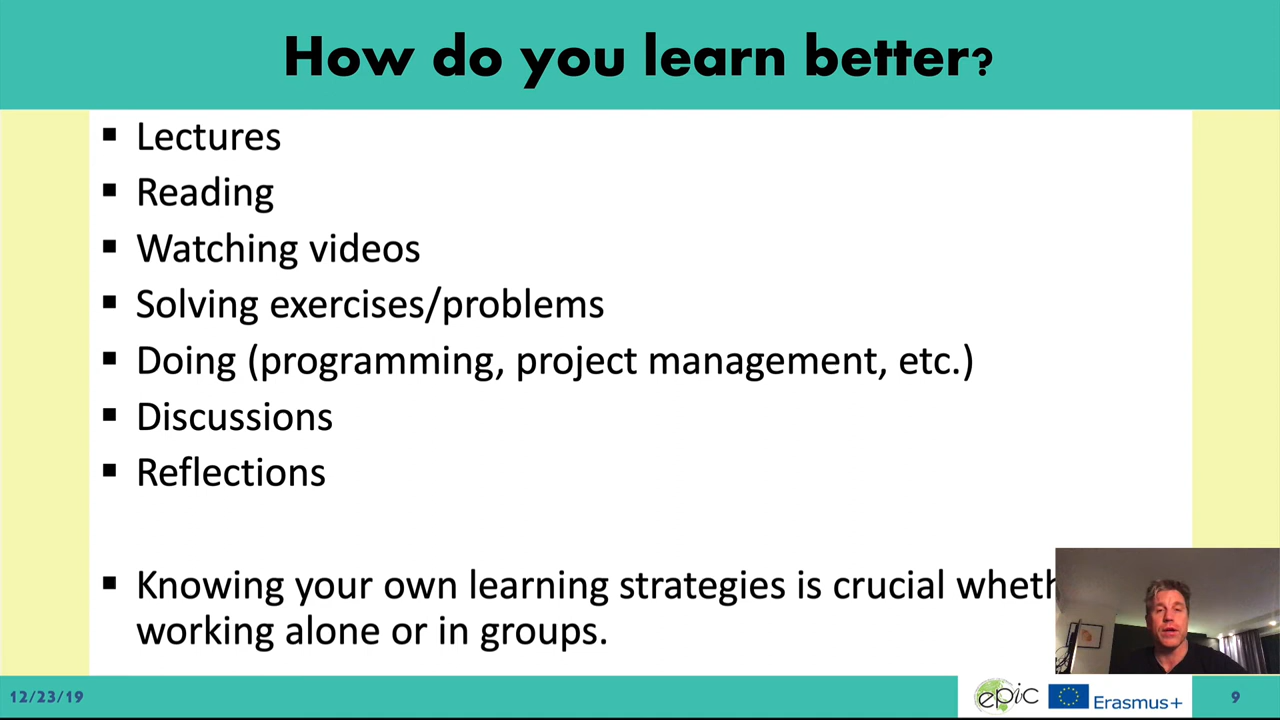 How do you learn better?
▪ Lectures
▪ Reading
▪ Watching videos
▪ Solving exercises/problems
▪ Doing (programming, project management, etc.)
▪ Discussions
▪ Reflections
▪ Knowing your own learning strategies is crucial
working alone or in groups.
12/23/19
epic
Erasmus+
9